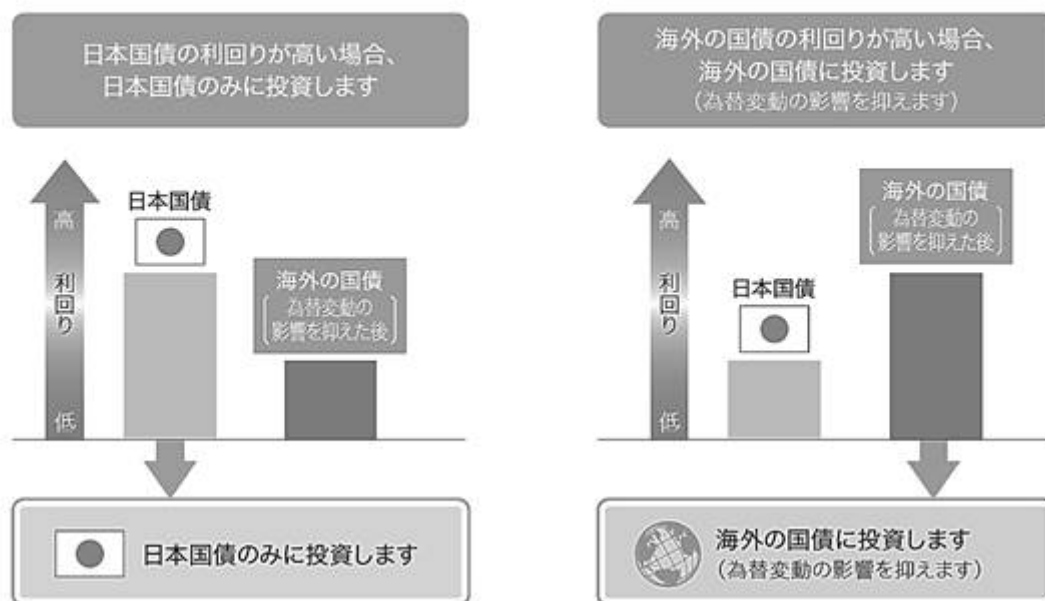 日本国債の利回りが高い場合、
日本国債のみに投資します
高
利回り
低
日本国債
海外の国債
為替変動の
影響を抑えた後
日本国債のみに投資します
海外の国債の利回りが高い場合、
海外の国債に投資します
(為替変動の影響を抑えます)
高
利回り
低
日本国債
海外の国債
為替変動の
影響を抑えた後
海外の国債に投資します
(為替変動の影響を抑えます)